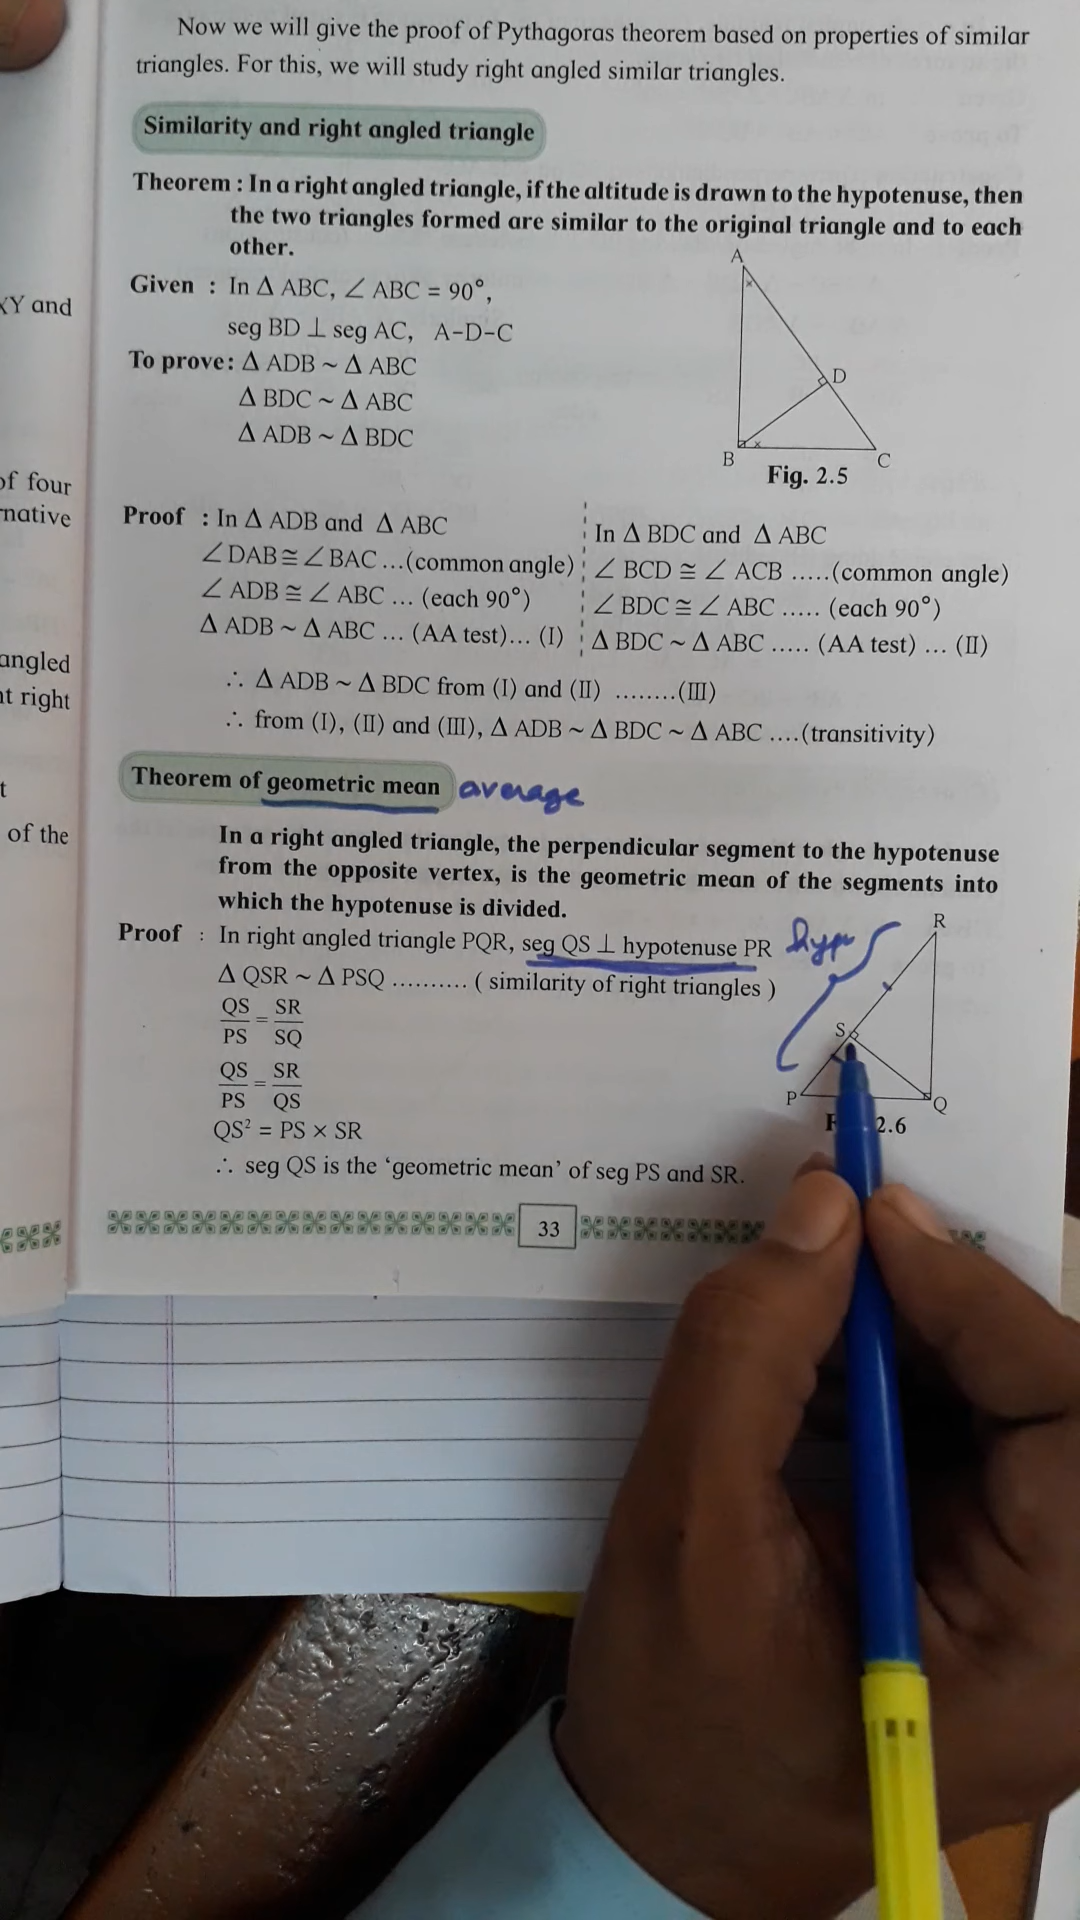 Now we will give the proof of Pythagoras theorem based on properties of similar
triangles. For this, we will study right angled similar triangles.
Similarity and right angled triangle
Theorem : In a right angled triangle, if the altitude is drawn to the hypotenuse, then
the two triangles formed are similar to the original triangle and to each
other.
Given : In Δ ABC, ∠ ABC = 90°,
seg BD ⊥ seg AC, A-D-C
To prove: Δ ADB ~ Δ ABC
Δ BDC ~ Δ ABC
Δ ADB ~ Δ BDC
A
D
B
C
Fig. 2.5
Proof : In Δ ADB and Δ ABC
∠DAB ≅ ∠BAC ...(common angle)
∠ ADB ≅ ∠ ABC ... (each 90°)
Δ ADB ~ Δ ABC ... (AA test)... (I)
In Δ BDC and Δ ABC
∠ BCD ≅ ∠ ACB .....(common angle)
∠ BDC ≅ ∠ ABC ..... (each 90°)
Δ BDC ~ Δ ABC ..... (AA test) ... (II)
∴ Δ ADB ~ Δ BDC from (I) and (II) ........(III)
∴ from (I), (II) and (III), Δ ADB ~ Δ BDC ~ Δ ABC ....(transitivity)
Theorem of geometric mean average
In a right angled triangle, the perpendicular segment to the hypotenuse
from the opposite vertex, is the geometric mean of the segments into
which the hypotenuse is divided.
Proof : In right angled triangle PQR, seg QS ⊥ hypotenuse PR hyp
Δ QSR ~ Δ PSQ .......... ( similarity of right triangles )
QS/PS = SR/SQ
QS/PS = SR/QS
QS² = PS × SR
∴ seg QS is the ‘geometric mean’ of seg PS and SR.
R
S
P
Q
2.6
33
XY and
of four
angled
of the